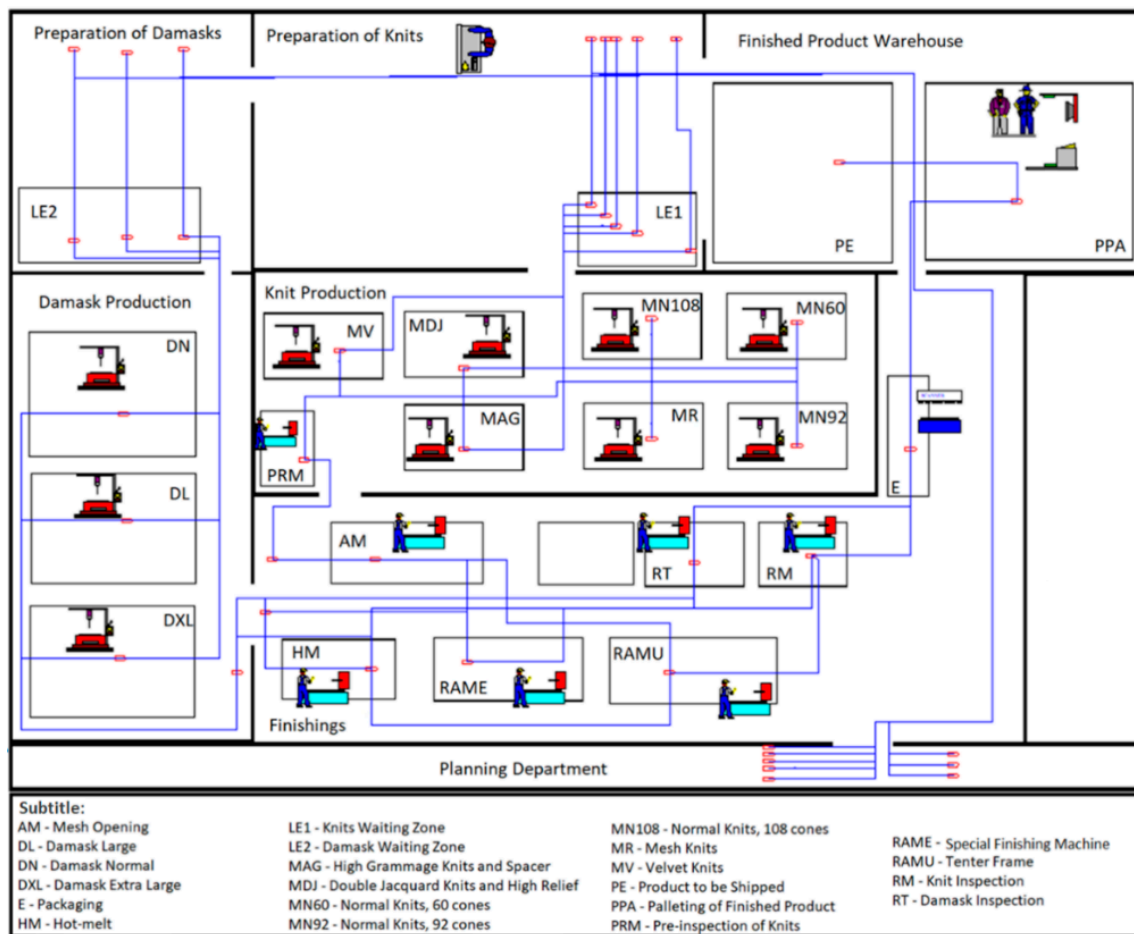 Preparation of Damasks
Preparation of Knits
Finished Product Warehouse
LE2
LE1
PE
PPA
Damask Production
Knit Production
DN
MV
MDJ
MN108
MN60
MAG
MR
MN92
PRM
E
DL
AM
RT
RM
DXL
HM
RAME
RAMU
Finishings
Planning Department
Subtitle:
AM - Mesh Opening
DL - Damask Large
DN - Damask Normal
DXL - Damask Extra Large
E - Packaging
HM - Hot-melt
LE1 - Knits Waiting Zone
LE2 - Damask Waiting Zone
MAG - High Grammage Knits and Spacer
MDJ - Double Jacquard Knits and High Relief
MN60 - Normal Knits, 60 cones
MN92 - Normal Knits, 92 cones
MN108 - Normal Knits, 108 cones
MR - Mesh Knits
MV - Velvet Knits
PE - Product to be Shipped
PPA - Palleting of Finished Product
PRM - Pre-inspection of Knits
RAME - Special Finishing Machine
RAMU - Tenter Frame
RM - Knit Inspection
RT - Damask Inspection